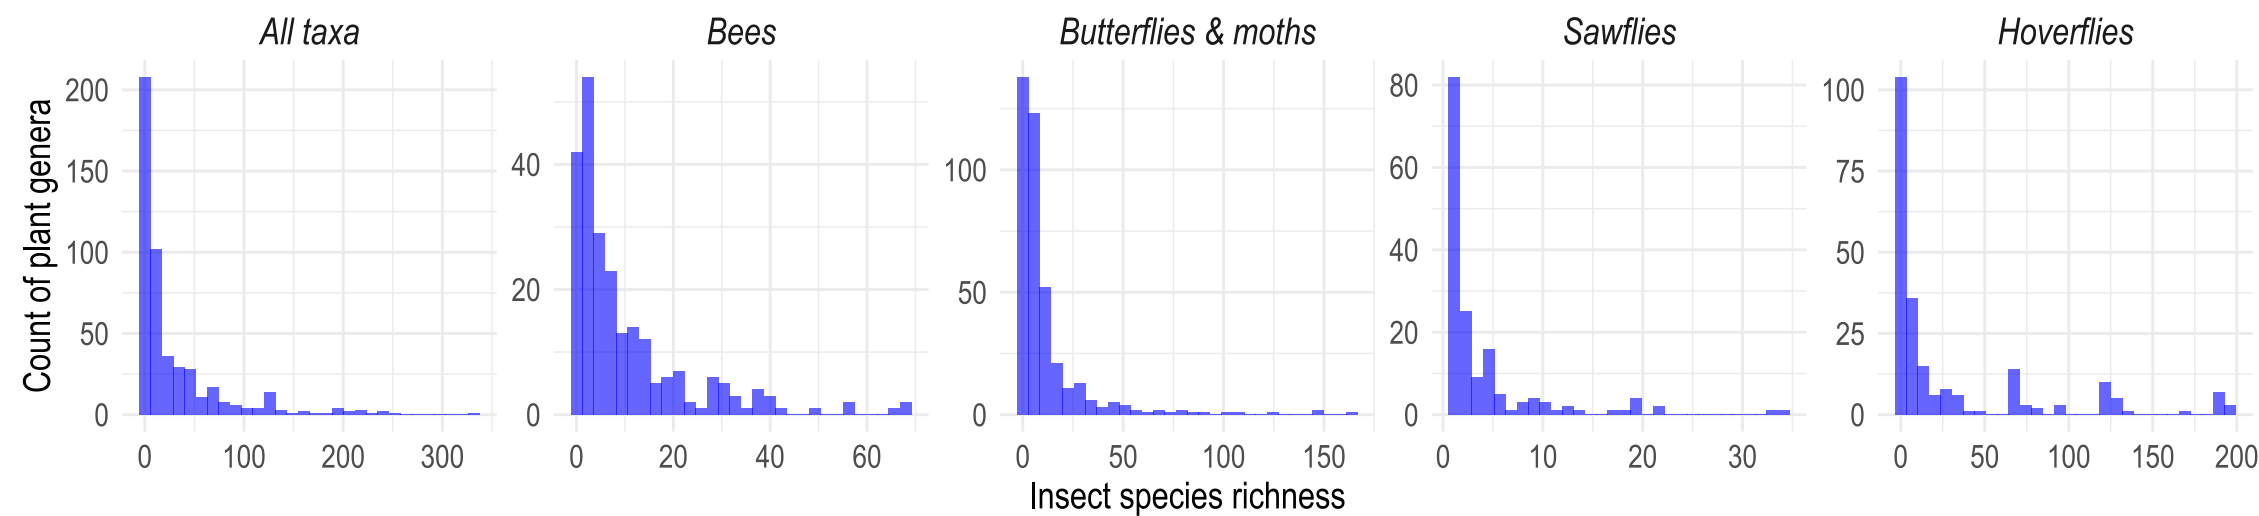 All taxa
Bees
Butterflies & moths
Sawflies
Hoverflies
Count of plant genera
200
150
100
50
0
40
20
0
100
50
0
80
60
40
20
0
100
75
50
25
0
0 100 200 300
0 20 40 60
0 50 100 150
0 10 20 30
0 50 100 150 200
Insect species richness